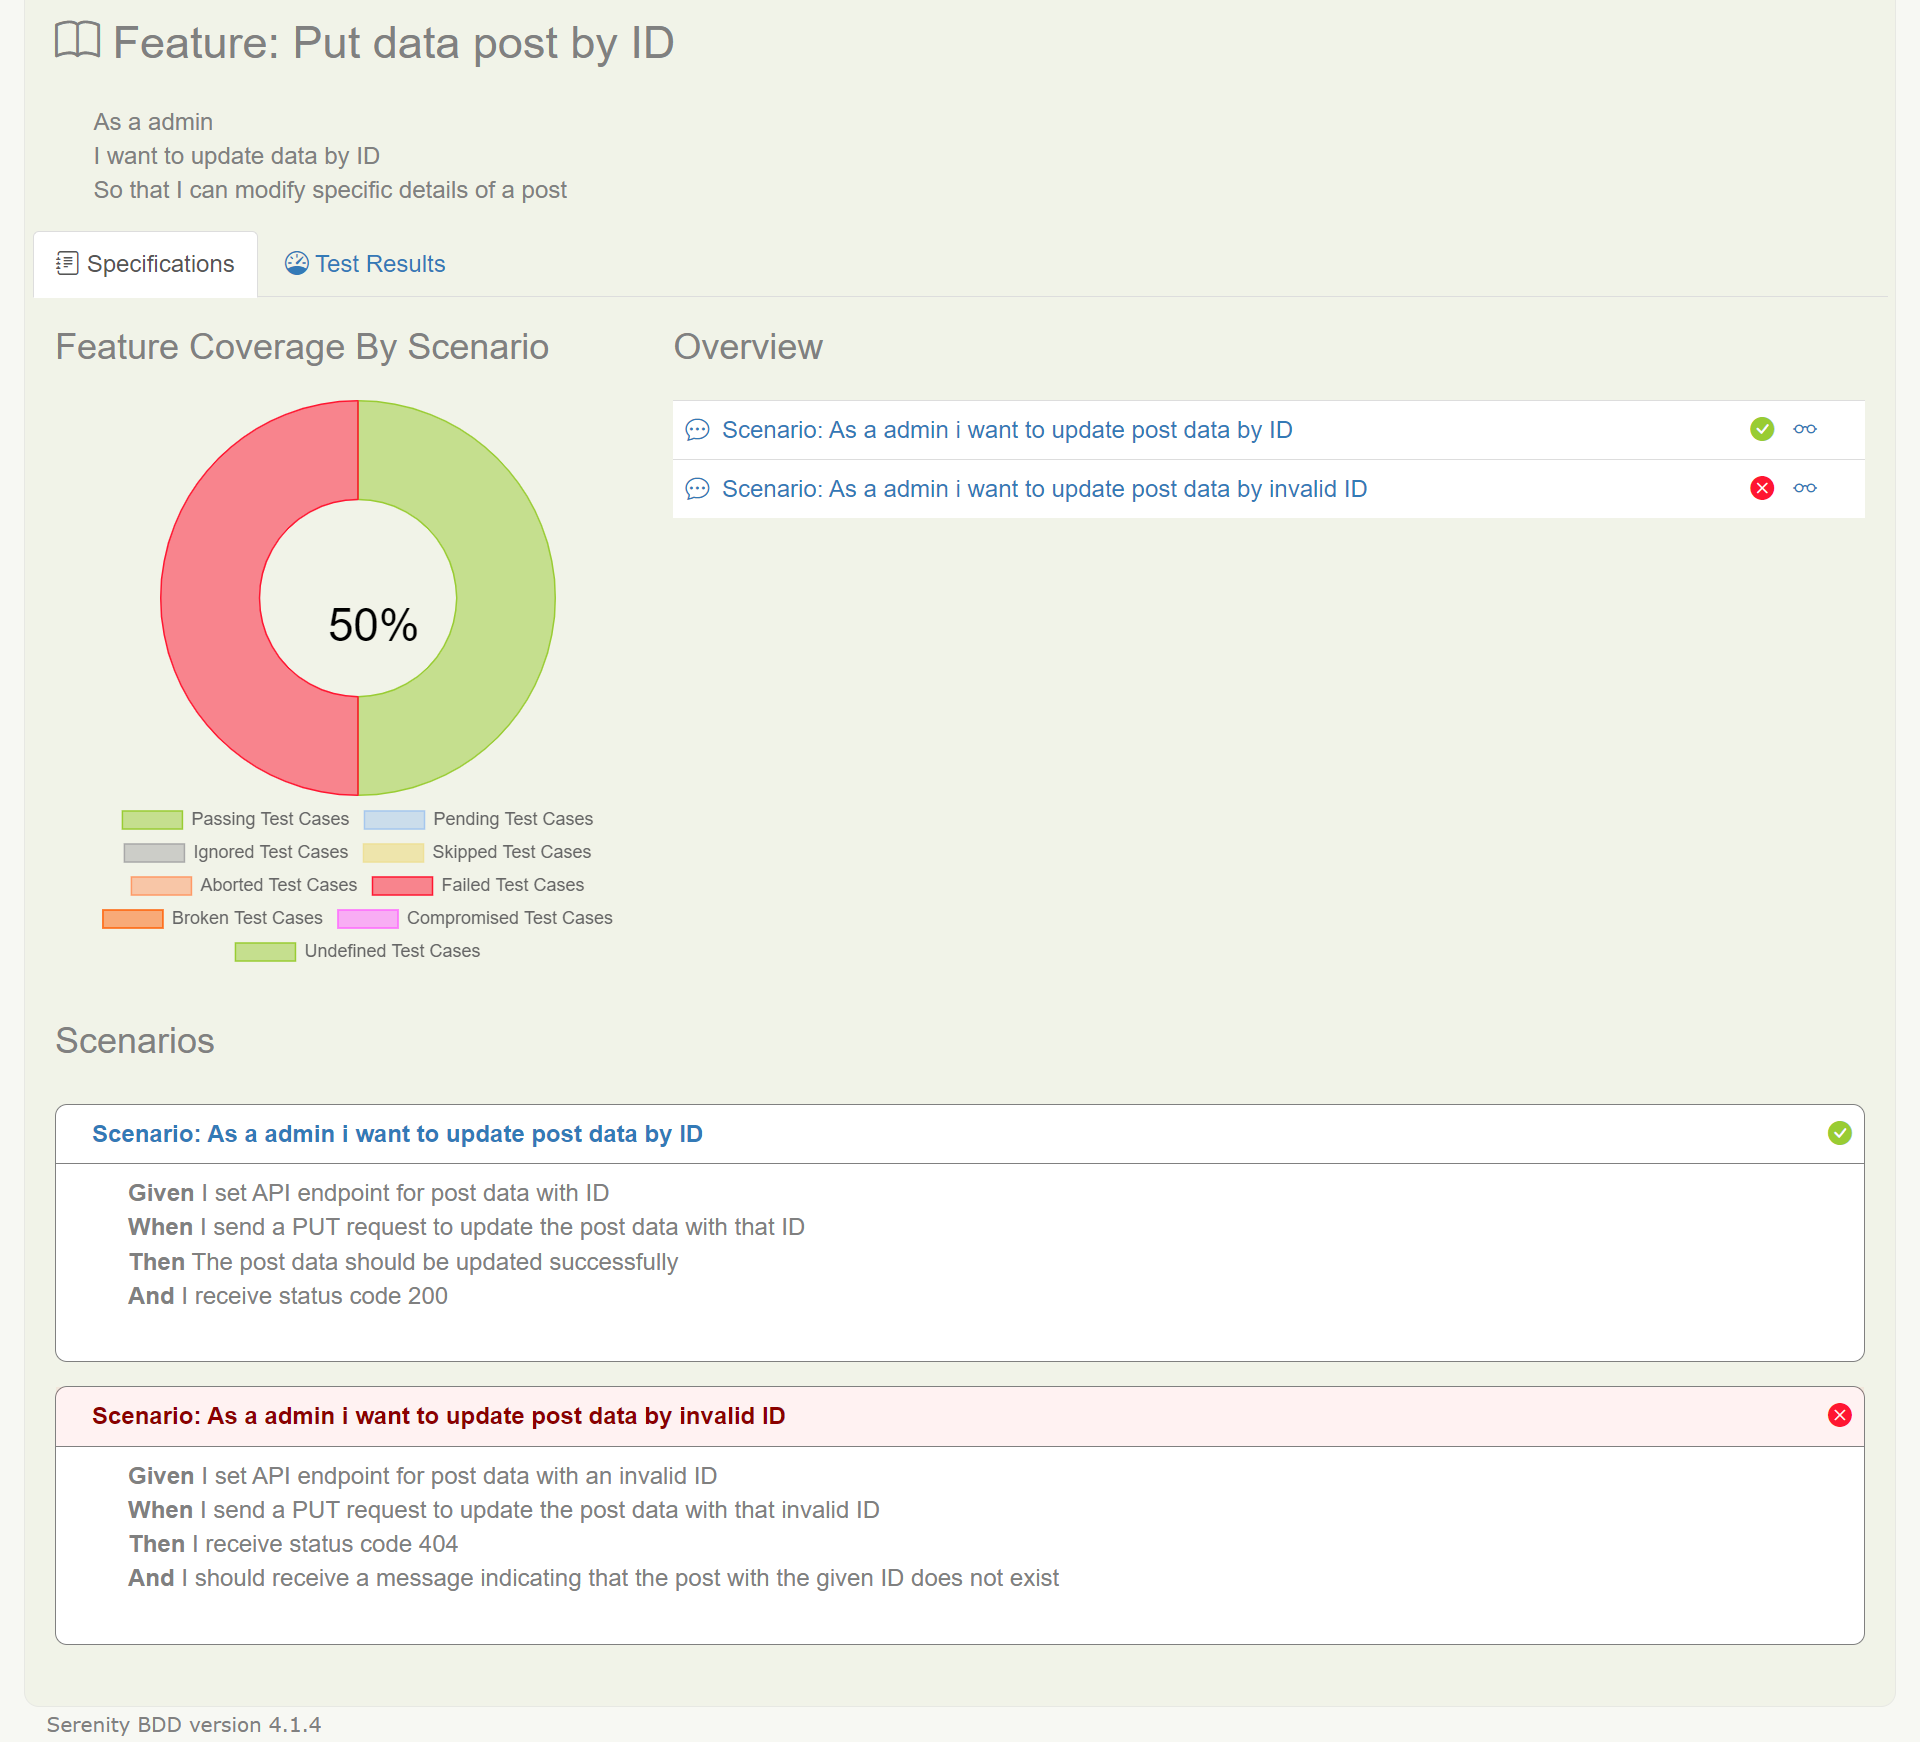 Feature: Put data post by ID
As a admin
I want to update data by ID
So that I can modify specific details of a post
Specifications
Test Results
Feature Coverage By Scenario
50%
Passing Test Cases
Pending Test Cases
Ignored Test Cases
Skipped Test Cases
Aborted Test Cases
Failed Test Cases
Broken Test Cases
Compromised Test Cases
Undefined Test Cases
Overview
Scenario: As a admin i want to update post data by ID
Scenario: As a admin i want to update post data by invalid ID
Scenarios
Scenario: As a admin i want to update post data by ID
Given I set API endpoint for post data with ID
When I send a PUT request to update the post data with that ID
Then The post data should be updated successfully
And I receive status code 200
Scenario: As a admin i want to update post data by invalid ID
Given I set API endpoint for post data with an invalid ID
When I send a PUT request to update the post data with that invalid ID
Then I receive status code 404
And I should receive a message indicating that the post with the given ID does not exist
Serenity BDD version 4.1.4